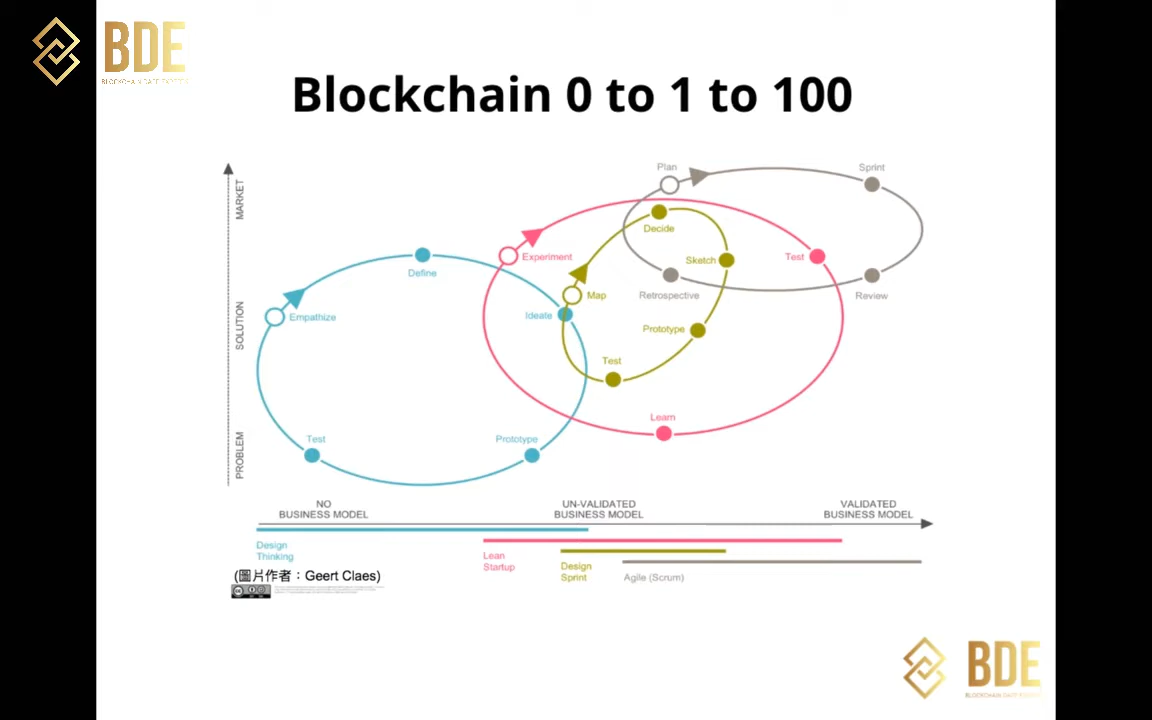 BDE
Blockchain 0 to 1 to 100
MARKET
SOLUTION
PROBLEM
Plan
Sprint
Decide
Experiment
Sketch
Test
Define
Map
Retrospective
Review
Empathize
Ideate
Prototype
Test
Learn
Test
Prototype
NO
BUSINESS MODEL
UN-VALIDATED
BUSINESS MODEL
VALIDATED
BUSINESS MODEL
Design
Thinking
Lean
Startup
Design
Sprint
Agile (Scrum)
(圖片作者：Geert Claes)
BDE